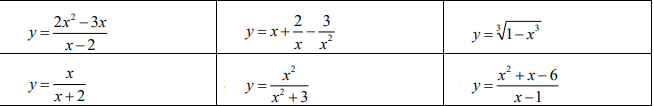 y = (2x² − 3x)/(x − 2)
y = x + 2/x − 3/x²
y = ∛(1 − x³)
y = x/(x + 2)
y = x²/(x² + 3)
y = (x² + x − 6)/(x − 1)